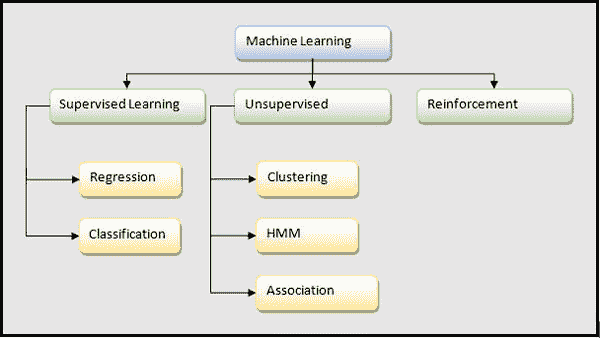 Machine Learning
Supervised Learning
Unsupervised
Reinforcement
Regression
Clustering
Classification
HMM
Association